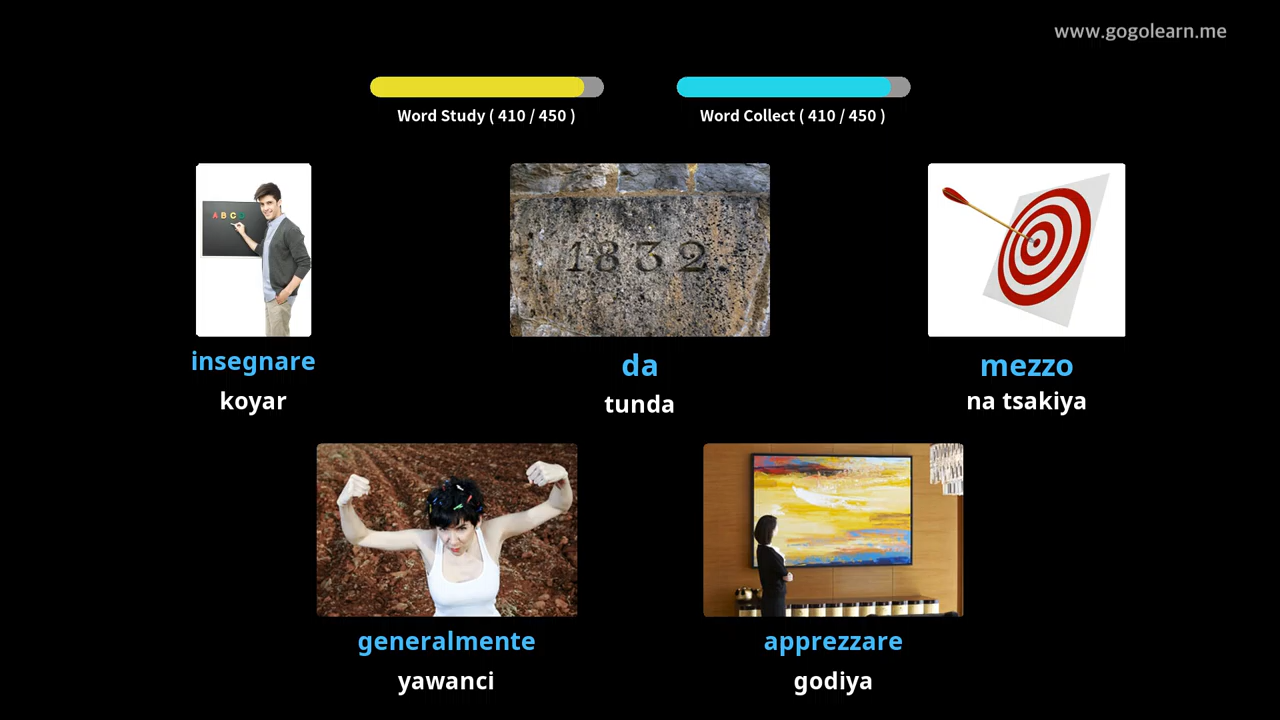 www.gogolearn.me
Word Study ( 410 / 450 )
Word Collect ( 410 / 450 )
A B C D
1832.
insegnare
da
mezzo
koyar
tunda
na tsakiya
generalmente
apprezzare
yawanci
godiya